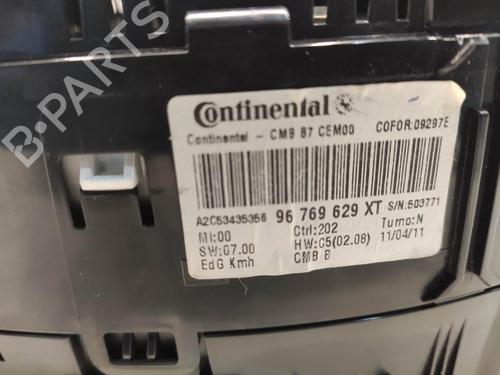 Continental
Continental - CMB B7 CEM00 COFOR:09297E
A2C53435356 96 769 629 XT S/N:503771
MI:00 Ctrl:202 Turno:N
SW:07.00 HW:C5(02.08) 11/04/11
EdG Kmh CMB B
B-PARTS